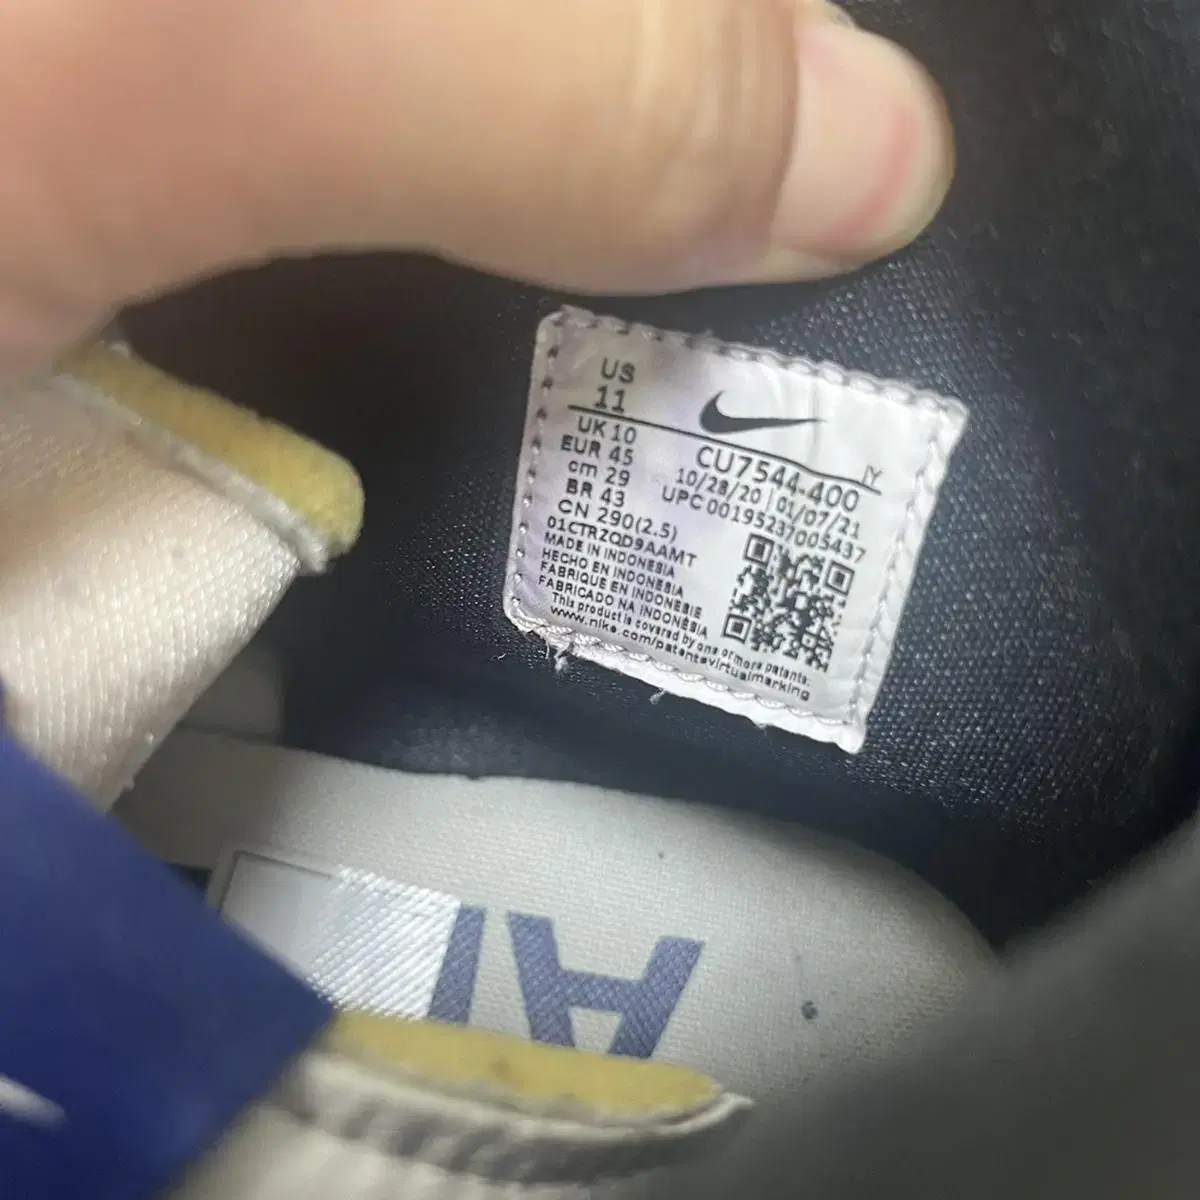 US
11
UK 10
EUR 45
cm 29
BR 43
CN 290(2.5)
IY
CU7544-400
10/28/20 | 01/07/21
UPC 00195237005437
01CTRZQD9AAMT
MADE IN INDONESIA
HECHO EN INDONESIA
FABRIQUE EN INDONESIE
FABRICADO NA INDONÉSIA
This product is covered by one or more patents:
www.nike.com/patentsvirtualmarking
AI